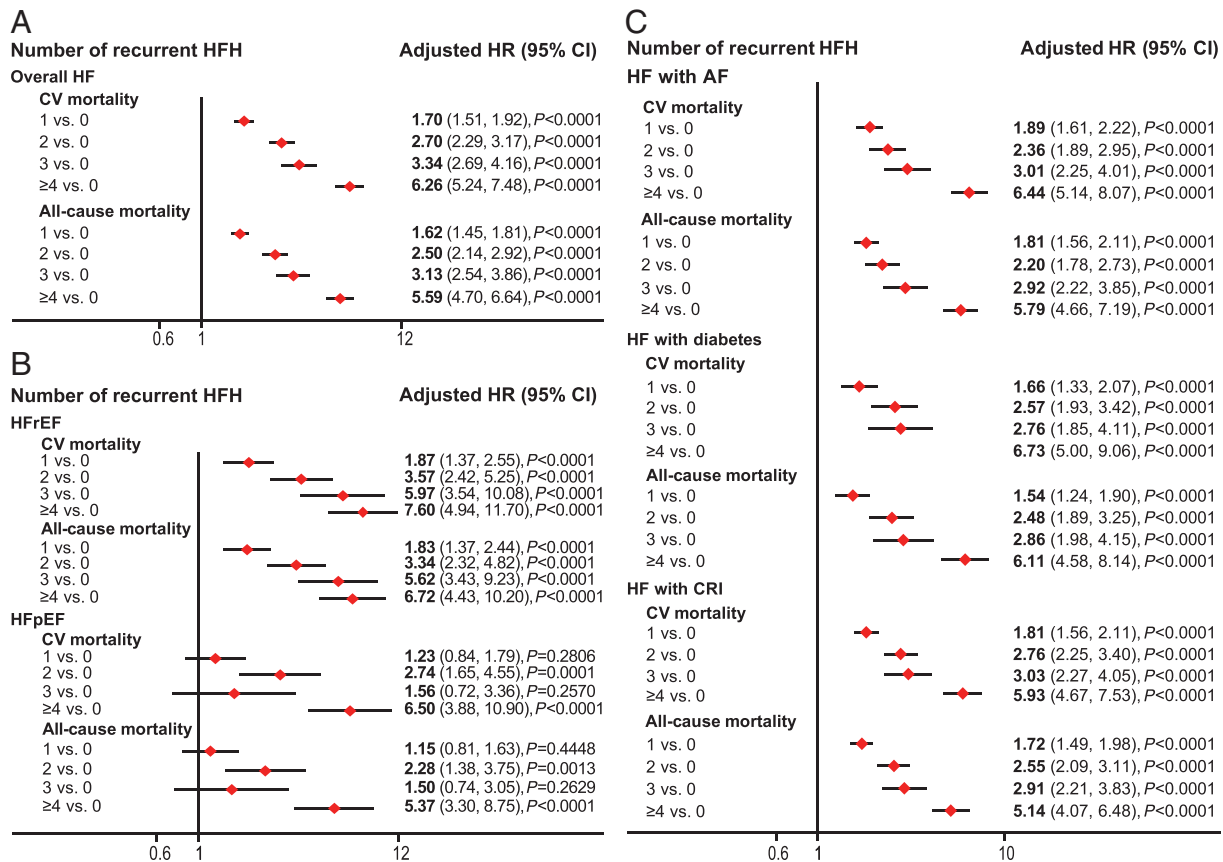 A
Number of recurrent HFH Adjusted HR (95% CI)
Overall HF
CV mortality
1 vs. 0 1.70 (1.51, 1.92), P<0.0001
2 vs. 0 2.70 (2.29, 3.17), P<0.0001
3 vs. 0 3.34 (2.69, 4.16), P<0.0001
≥4 vs. 0 6.26 (5.24, 7.48), P<0.0001
All-cause mortality
1 vs. 0 1.62 (1.45, 1.81), P<0.0001
2 vs. 0 2.50 (2.14, 2.92), P<0.0001
3 vs. 0 3.13 (2.54, 3.86), P<0.0001
≥4 vs. 0 5.59 (4.70, 6.64), P<0.0001
0.6 1 12
B
Number of recurrent HFH Adjusted HR (95% CI)
HFrEF
CV mortality
1 vs. 0 1.87 (1.37, 2.55), P<0.0001
2 vs. 0 3.57 (2.42, 5.25), P<0.0001
3 vs. 0 5.97 (3.54, 10.08), P<0.0001
≥4 vs. 0 7.60 (4.94, 11.70), P<0.0001
All-cause mortality
1 vs. 0 1.83 (1.37, 2.44), P<0.0001
2 vs. 0 3.34 (2.32, 4.82), P<0.0001
3 vs. 0 5.62 (3.43, 9.23), P<0.0001
≥4 vs. 0 6.72 (4.43, 10.20), P<0.0001
HFpEF
CV mortality
1 vs. 0 1.23 (0.84, 1.79), P=0.2806
2 vs. 0 2.74 (1.65, 4.55), P=0.0001
3 vs. 0 1.56 (0.72, 3.36), P=0.2570
≥4 vs. 0 6.50 (3.88, 10.90), P<0.0001
All-cause mortality
1 vs. 0 1.15 (0.81, 1.63), P=0.4448
2 vs. 0 2.28 (1.38, 3.75), P=0.0013
3 vs. 0 1.50 (0.74, 3.05), P=0.2629
≥4 vs. 0 5.37 (3.30, 8.75), P<0.0001
0.6 1 12
C
Number of recurrent HFH Adjusted HR (95% CI)
HF with AF
CV mortality
1 vs. 0 1.89 (1.61, 2.22), P<0.0001
2 vs. 0 2.36 (1.89, 2.95), P<0.0001
3 vs. 0 3.01 (2.25, 4.01), P<0.0001
≥4 vs. 0 6.44 (5.14, 8.07), P<0.0001
All-cause mortality
1 vs. 0 1.81 (1.56, 2.11), P<0.0001
2 vs. 0 2.20 (1.78, 2.73), P<0.0001
3 vs. 0 2.92 (2.22, 3.85), P<0.0001
≥4 vs. 0 5.79 (4.66, 7.19), P<0.0001
HF with diabetes
CV mortality
1 vs. 0 1.66 (1.33, 2.07), P<0.0001
2 vs. 0 2.57 (1.93, 3.42), P<0.0001
3 vs. 0 2.76 (1.85, 4.11), P<0.0001
≥4 vs. 0 6.73 (5.00, 9.06), P<0.0001
All-cause mortality
1 vs. 0 1.54 (1.24, 1.90), P<0.0001
2 vs. 0 2.48 (1.89, 3.25), P<0.0001
3 vs. 0 2.86 (1.98, 4.15), P<0.0001
≥4 vs. 0 6.11 (4.58, 8.14), P<0.0001
HF with CRI
CV mortality
1 vs. 0 1.81 (1.56, 2.11), P<0.0001
2 vs. 0 2.76 (2.25, 3.40), P<0.0001
3 vs. 0 3.03 (2.27, 4.05), P<0.0001
≥4 vs. 0 5.93 (4.67, 7.53), P<0.0001
All-cause mortality
1 vs. 0 1.72 (1.49, 1.98), P<0.0001
2 vs. 0 2.55 (2.09, 3.11), P<0.0001
3 vs. 0 2.91 (2.21, 3.83), P<0.0001
≥4 vs. 0 5.14 (4.07, 6.48), P<0.0001
0.6 1 10